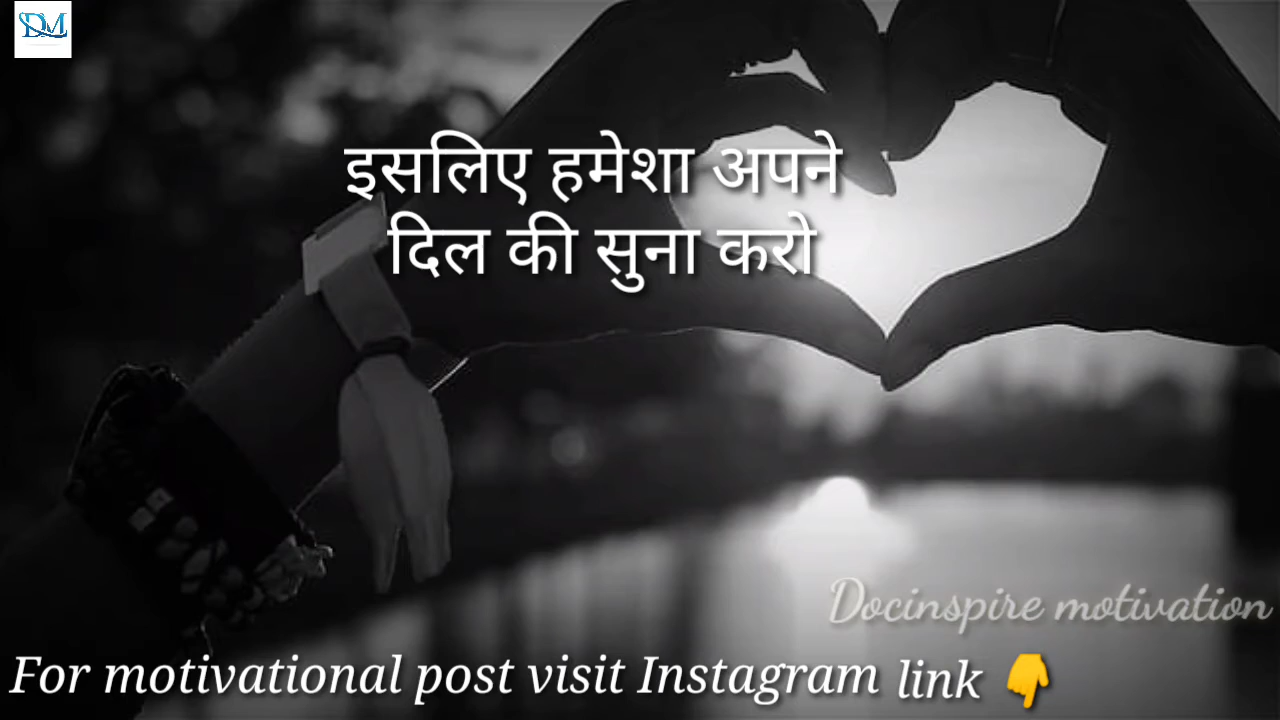 DM
इसलिए हमेशा अपने
दिल की सुना करो
Docinspire motivation
For motivational post visit Instagram link 👇